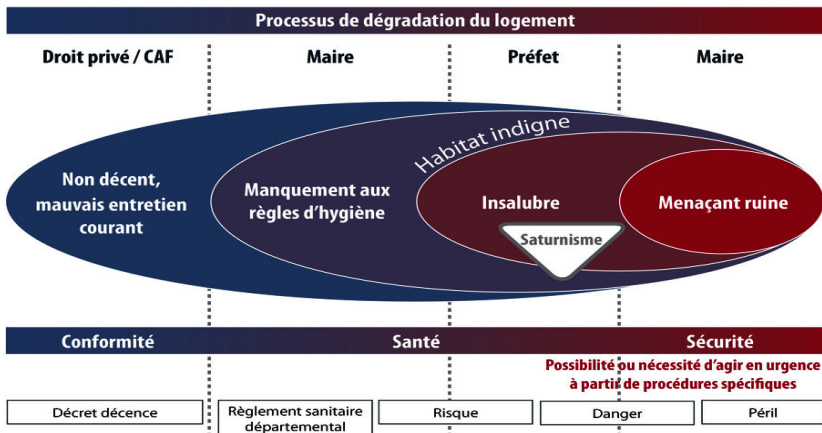 Processus de dégradation du logement
Droit privé / CAF
Maire
Préfet
Maire
Habitat indigne
Non décent,
mauvais entretien
courant
Manquement aux
règles d'hygiène
Insalubre
Menaçant ruine
Saturnisme
Conformité
Santé
Sécurité
Possibilité ou nécessité d'agir en urgence
à partir de procédures spécifiques
Décret décence
Règlement sanitaire
départemental
Risque
Danger
Péril